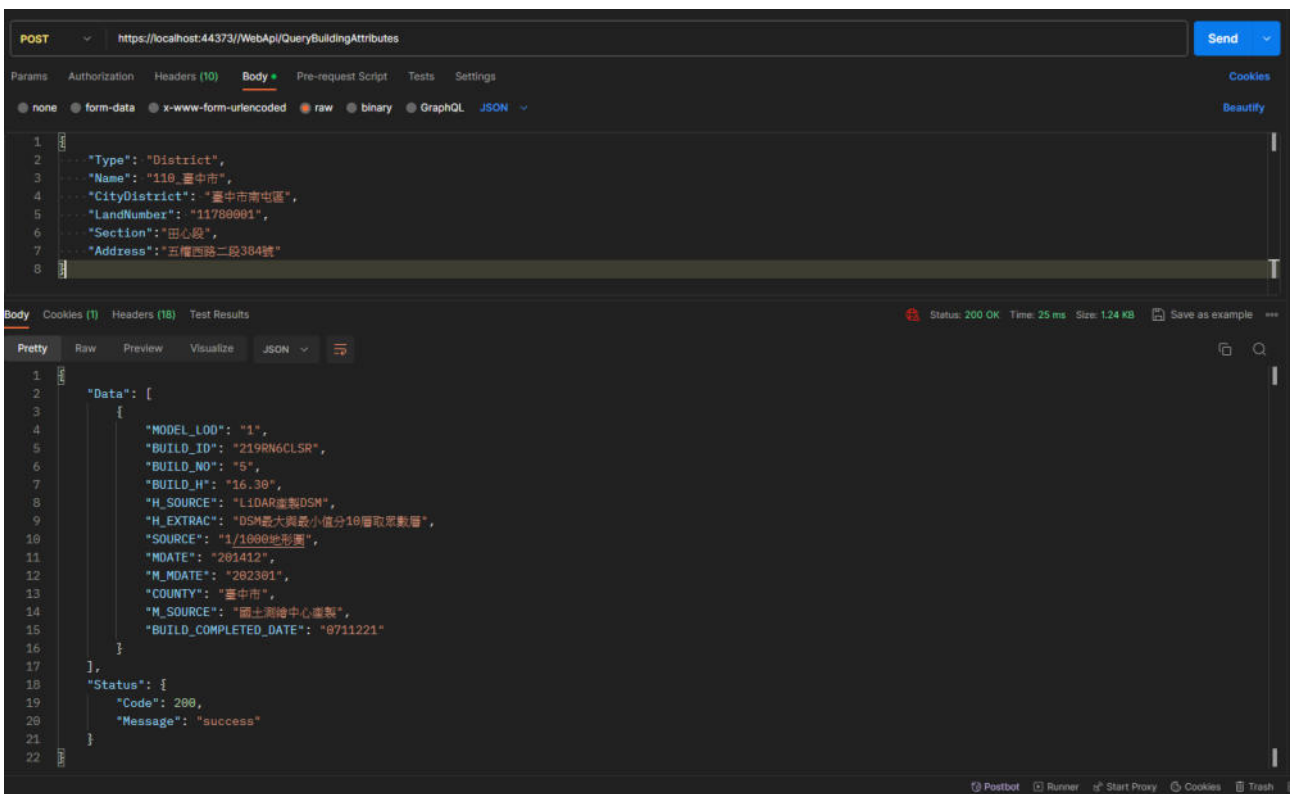 POST https://localhost:44373//WebApi/QueryBuildingAttributes Send
Params Authorization Headers (10) Body Pre-request Script Tests Settings Cookies
none form-data x-www-form-urlencoded raw binary GraphQL JSON Beautify
1 {
2 "Type": "District",
3 "Name": "110_臺中市",
4 "CityDistrict": "臺中市南屯區",
5 "LandNumber": "11780001",
6 "Section":"田心段",
7 "Address":"五權西路二段384號"
8 }
Body Cookies (1) Headers (18) Test Results Status: 200 OK Time: 25 ms Size: 1.24 KB Save as example
Pretty Raw Preview Visualize JSON
1 {
2 "Data": [
3 {
4 "MODEL_LOD": "1",
5 "BUILD_ID": "219RN6CLSR",
6 "BUILD_NO": "5",
7 "BUILD_H": "16.30",
8 "H_SOURCE": "LiDAR產製DSM",
9 "H_EXTRAC": "DSM最大與最小值分10層取眾數層",
10 "SOURCE": "1/1000地形圖",
11 "MDATE": "201412",
12 "M_MDATE": "202301",
13 "COUNTY": "臺中市",
14 "M_SOURCE": "國土測繪中心產製",
15 "BUILD_COMPLETED_DATE": "0711221"
16 }
17 ],
18 "Status": {
19 "Code": 200,
20 "Message": "success"
21 }
22 }
Postbot Runner Start Proxy Cookies Trash